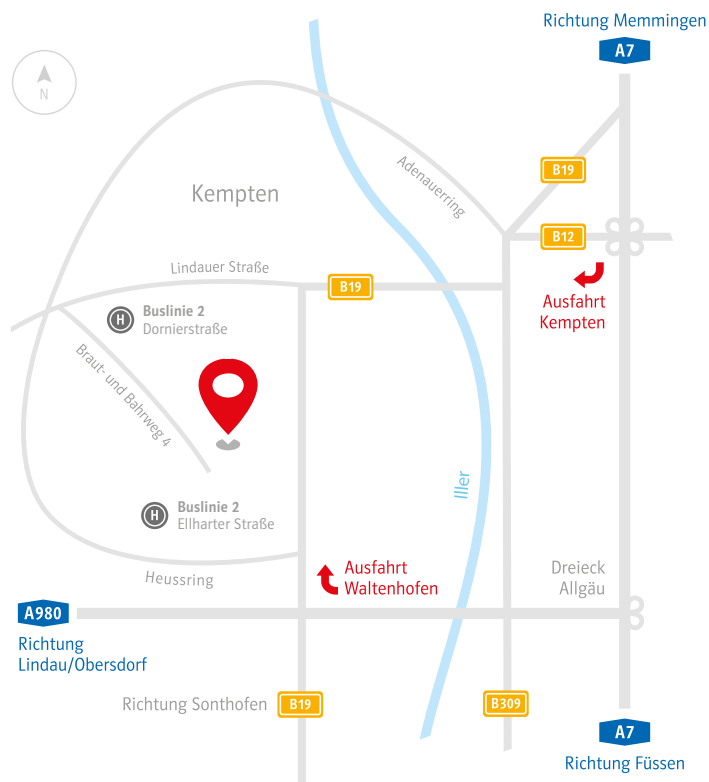 Richtung Memmingen
A7
N
Adenauerring
B19
Kempten
B12
Lindauer Straße
B19
Ausfahrt
Kempten
H
Buslinie 2
Dornierstraße
Braut- und Bahrweg 4
Iller
H
Buslinie 2
Ellharter Straße
Heussring
Ausfahrt
Waltenhofen
Dreieck
Allgäu
A980
Richtung
Lindau/Obersdorf
Richtung Sonthofen
B19
B309
A7
Richtung Füssen